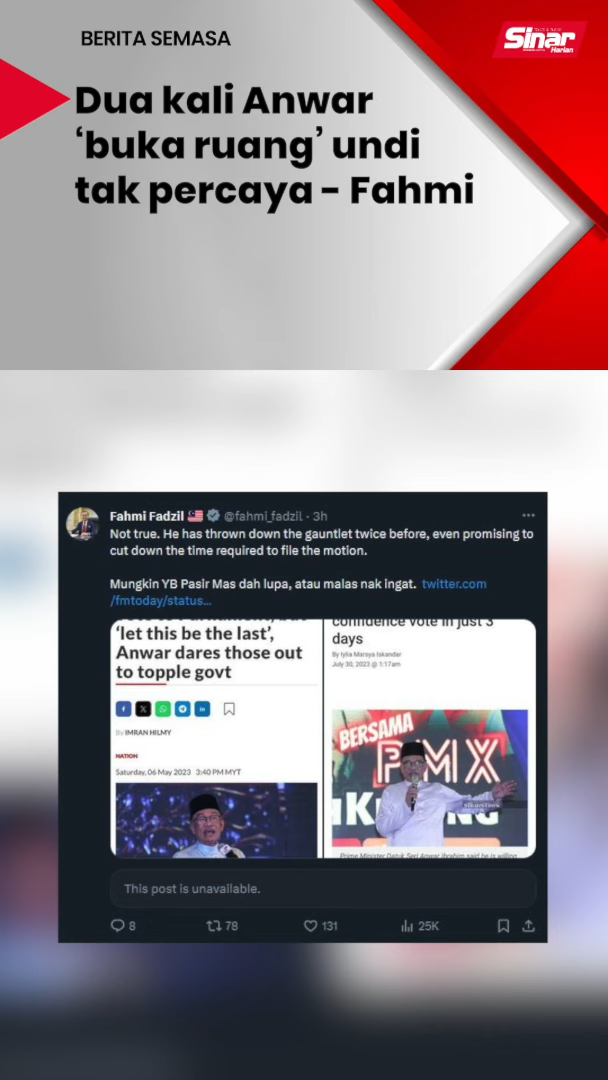 BERITA SEMASA
Sinar
Harian
Dua kali Anwar
‘buka ruang’ undi
tak percaya - Fahmi
Fahmi Fadzil @fahmi_fadzil · 3h
Not true. He has thrown down the gauntlet twice before, even promising to
cut down the time required to file the motion.
Mungkin YB Pasir Mas dah lupa, atau malas nak ingat. twitter.com
/fmtoday/status...
‘let this be the last’,
Anwar dares those out
to topple govt
By IMRAN HILMY
NATION
Saturday, 06 May 2023 3:40 PM MYT
confidence vote in just 3
days
By Iylia Marsya Iskandar
July 30, 2023 @ 1:17am
BERSAMA
PMX
Prime Minister Datuk Seri Anwar Ibrahim said he is willing
This post is unavailable.
8 78 131 25K